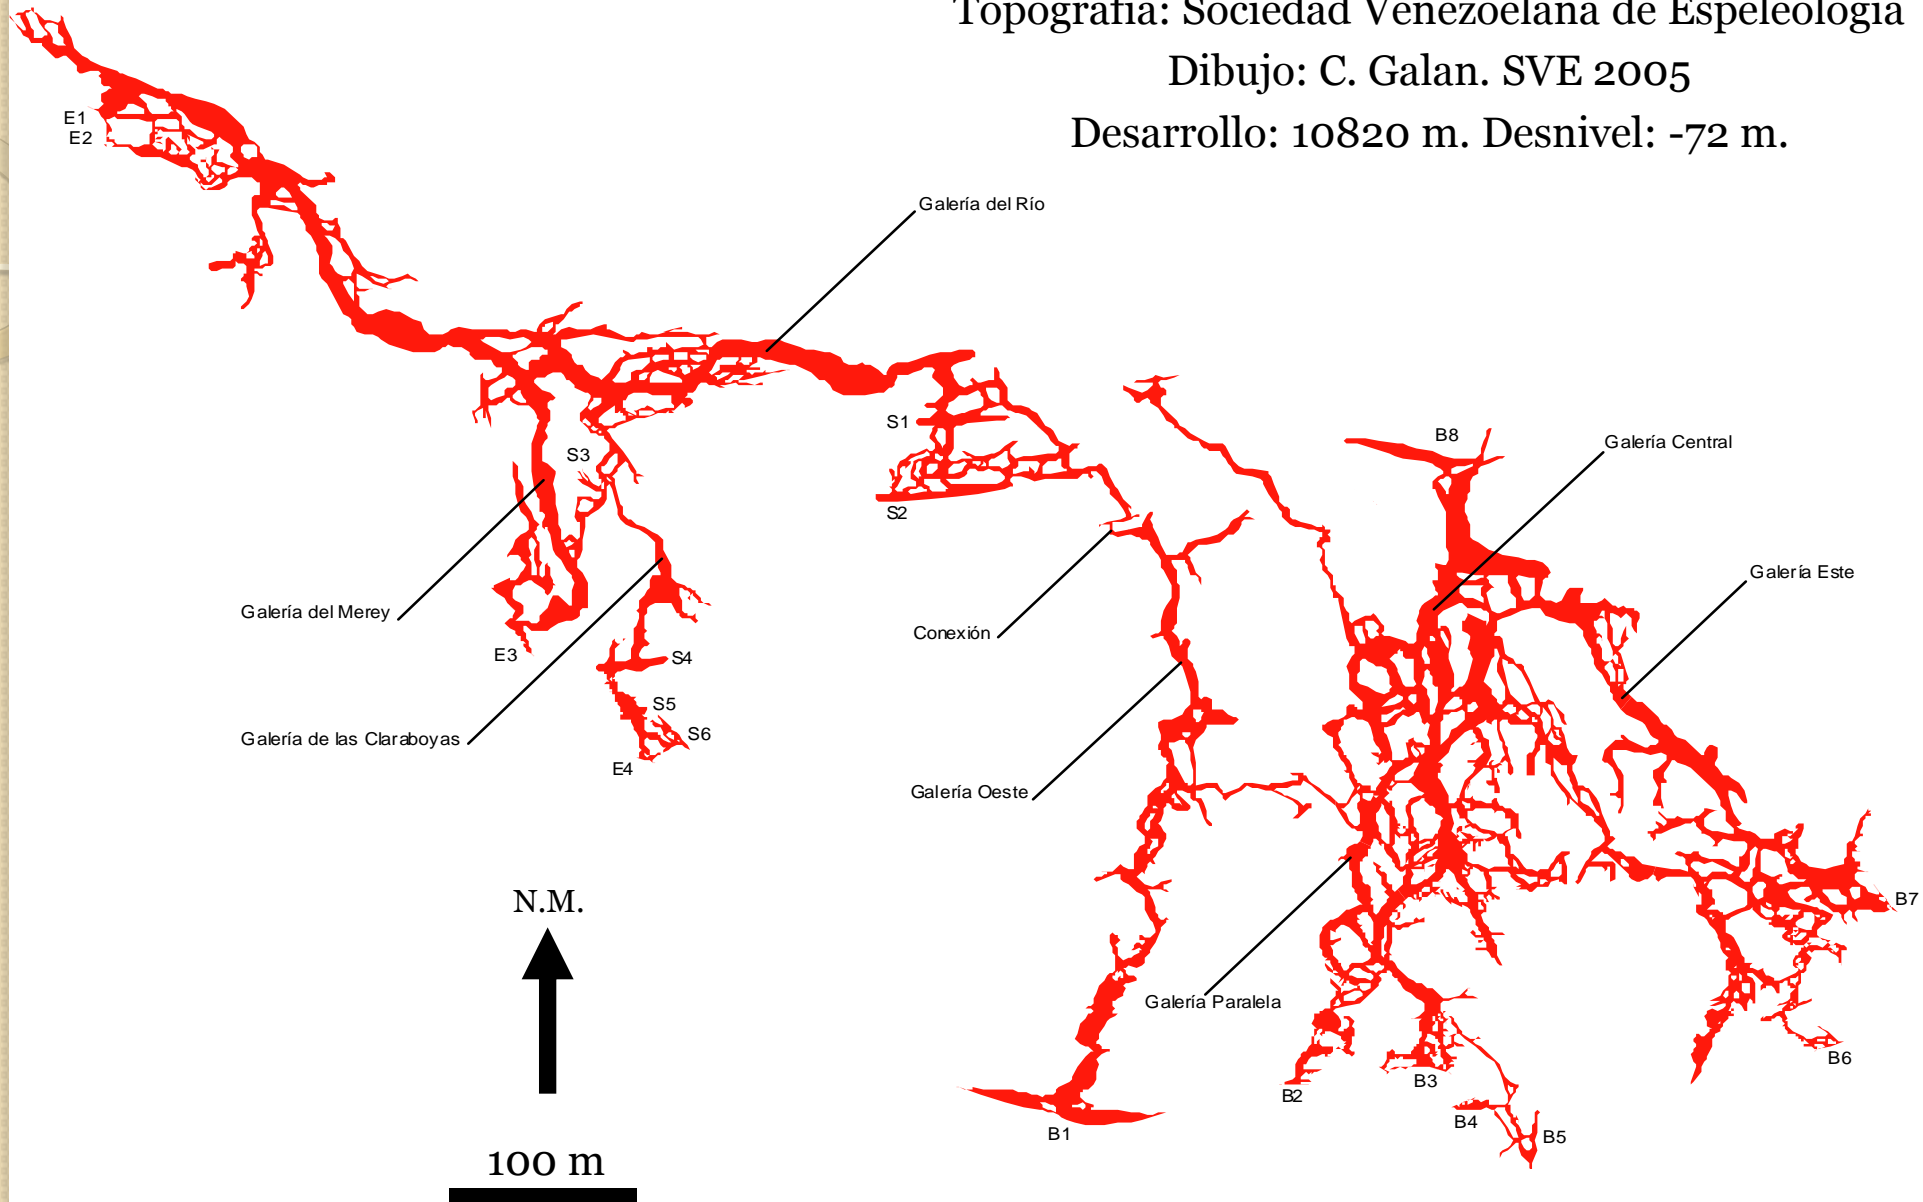 Topografía: Sociedad Venezoelana de Espeleología
Dibujo: C. Galan. SVE 2005
Desarrollo: 10820 m. Desnivel: -72 m.
E1
E2
Galería del Río
S1
B8
Galería Central
S3
S2
Galería Este
Galería del Merey
Conexión
E3
S4
S5
S6
Galería de las Claraboyas
E4
Galería Oeste
N.M.
B7
Galería Paralela
B6
B3
B2
B4
B1
B5
100 m